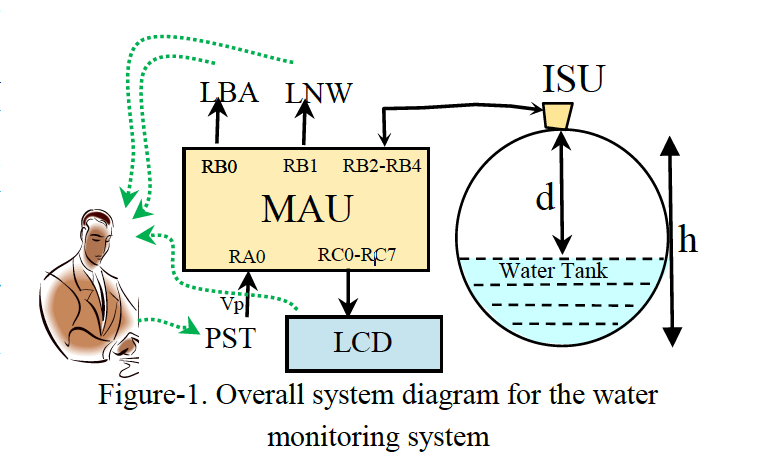 ISU
LBA LNW
RB0 RB1 RB2-RB4
MAU
RA0 RC0-RC7
d
h
Water Tank
Vp
PST
LCD
Figure-1. Overall system diagram for the water
monitoring system